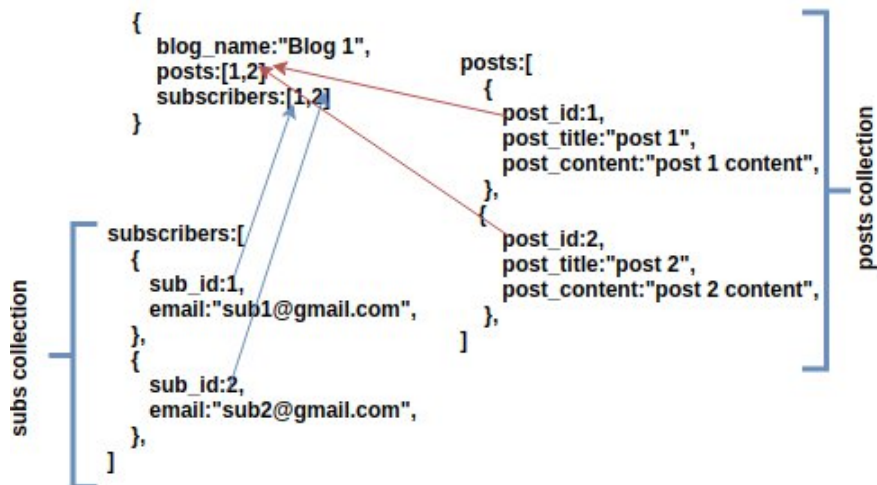 {
blog_name:"Blog 1",
posts:[1,2]
subscribers:[1,2]
}
posts:[
{
post_id:1,
post_title:"post 1",
post_content:"post 1 content",
},
{
post_id:2,
post_title:"post 2",
post_content:"post 2 content",
},
]
posts collection
subscribers:[
{
sub_id:1,
email:"sub1@gmail.com",
},
{
sub_id:2,
email:"sub2@gmail.com",
},
]
subs collection